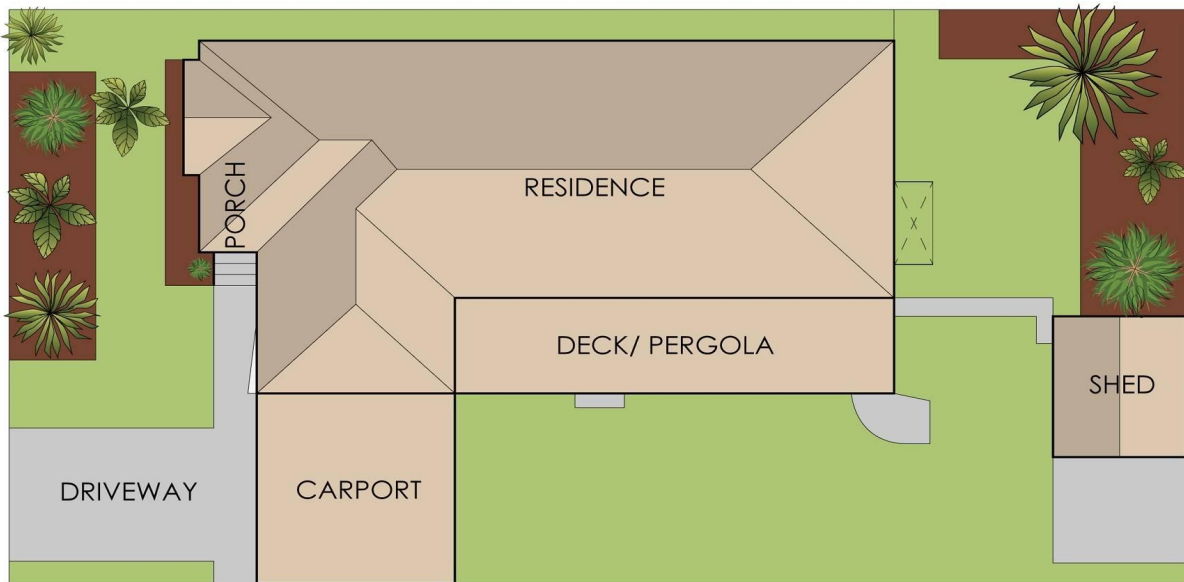 PORCH
RESIDENCE
DECK/ PERGOLA
SHED
DRIVEWAY
CARPORT